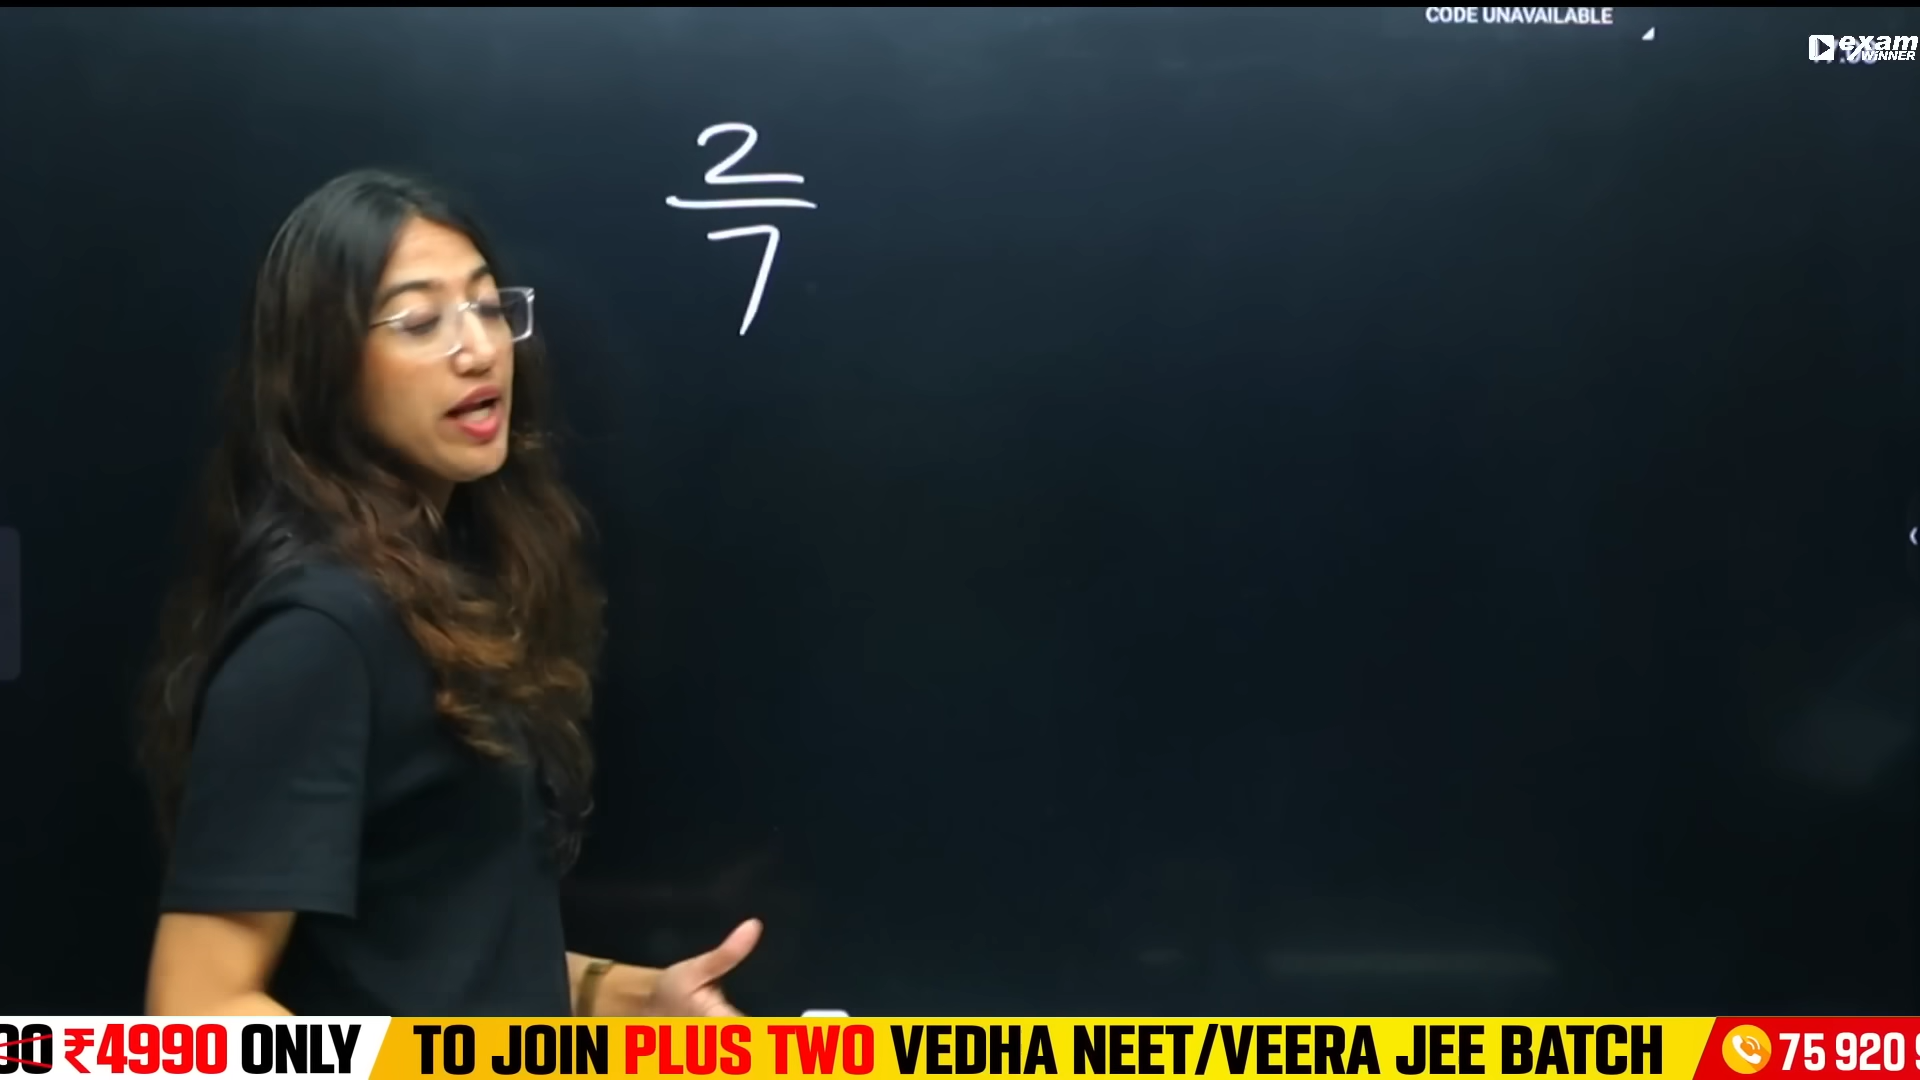 CODE UNAVAILABLE
exam
WINNER
2
7
00 ₹4990 ONLY TO JOIN PLUS TWO VEDHA NEET/VEERA JEE BATCH 75 920